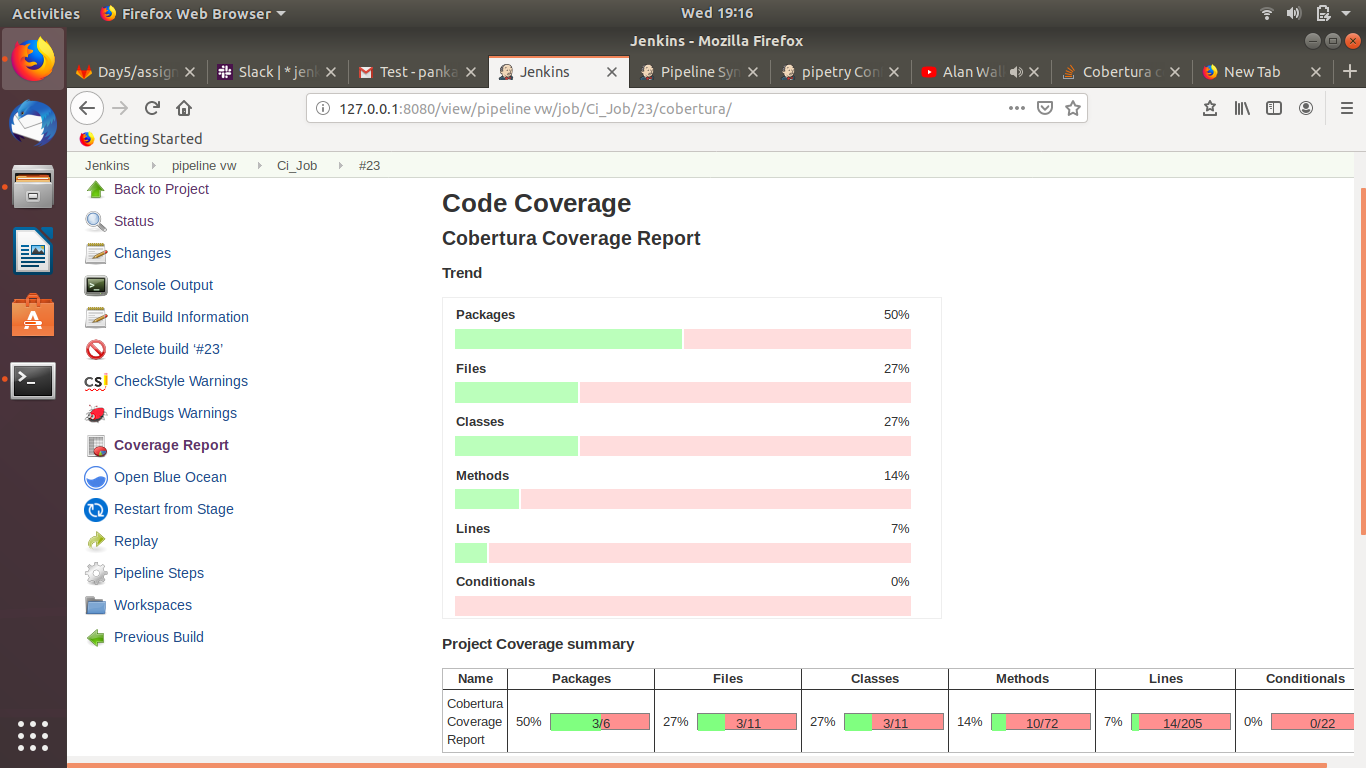 Activities Firefox Web Browser Wed 19:16
Jenkins - Mozilla Firefox
Day5/assign Slack | * jenk Test - panka Jenkins Pipeline Syn pipetry Con Alan Wal Cobertura c New Tab
127.0.0.1:8080/view/pipeline vw/job/Ci_Job/23/cobertura/
Getting Started
Jenkins pipeline vw Ci_Job #23
Back to Project
Status
Changes
Console Output
Edit Build Information
Delete build ‘#23’
CheckStyle Warnings
FindBugs Warnings
Coverage Report
Open Blue Ocean
Restart from Stage
Replay
Pipeline Steps
Workspaces
Previous Build
Code Coverage
Cobertura Coverage Report
Trend
Packages 50%
Files 27%
Classes 27%
Methods 14%
Lines 7%
Conditionals 0%
Project Coverage summary
Name Packages Files Classes Methods Lines Conditionals
Cobertura
Coverage
Report
50% 3/6 27% 3/11 27% 3/11 14% 10/72 7% 14/205 0% 0/22